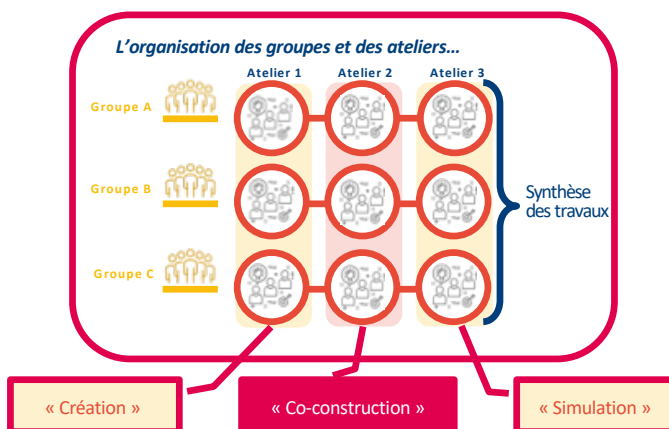 L'organisation des groupes et des ateliers…
Atelier 1 Atelier 2 Atelier 3
Groupe A
Groupe B
Groupe C
Synthèse
des travaux
« Création »
« Co-construction »
« Simulation »